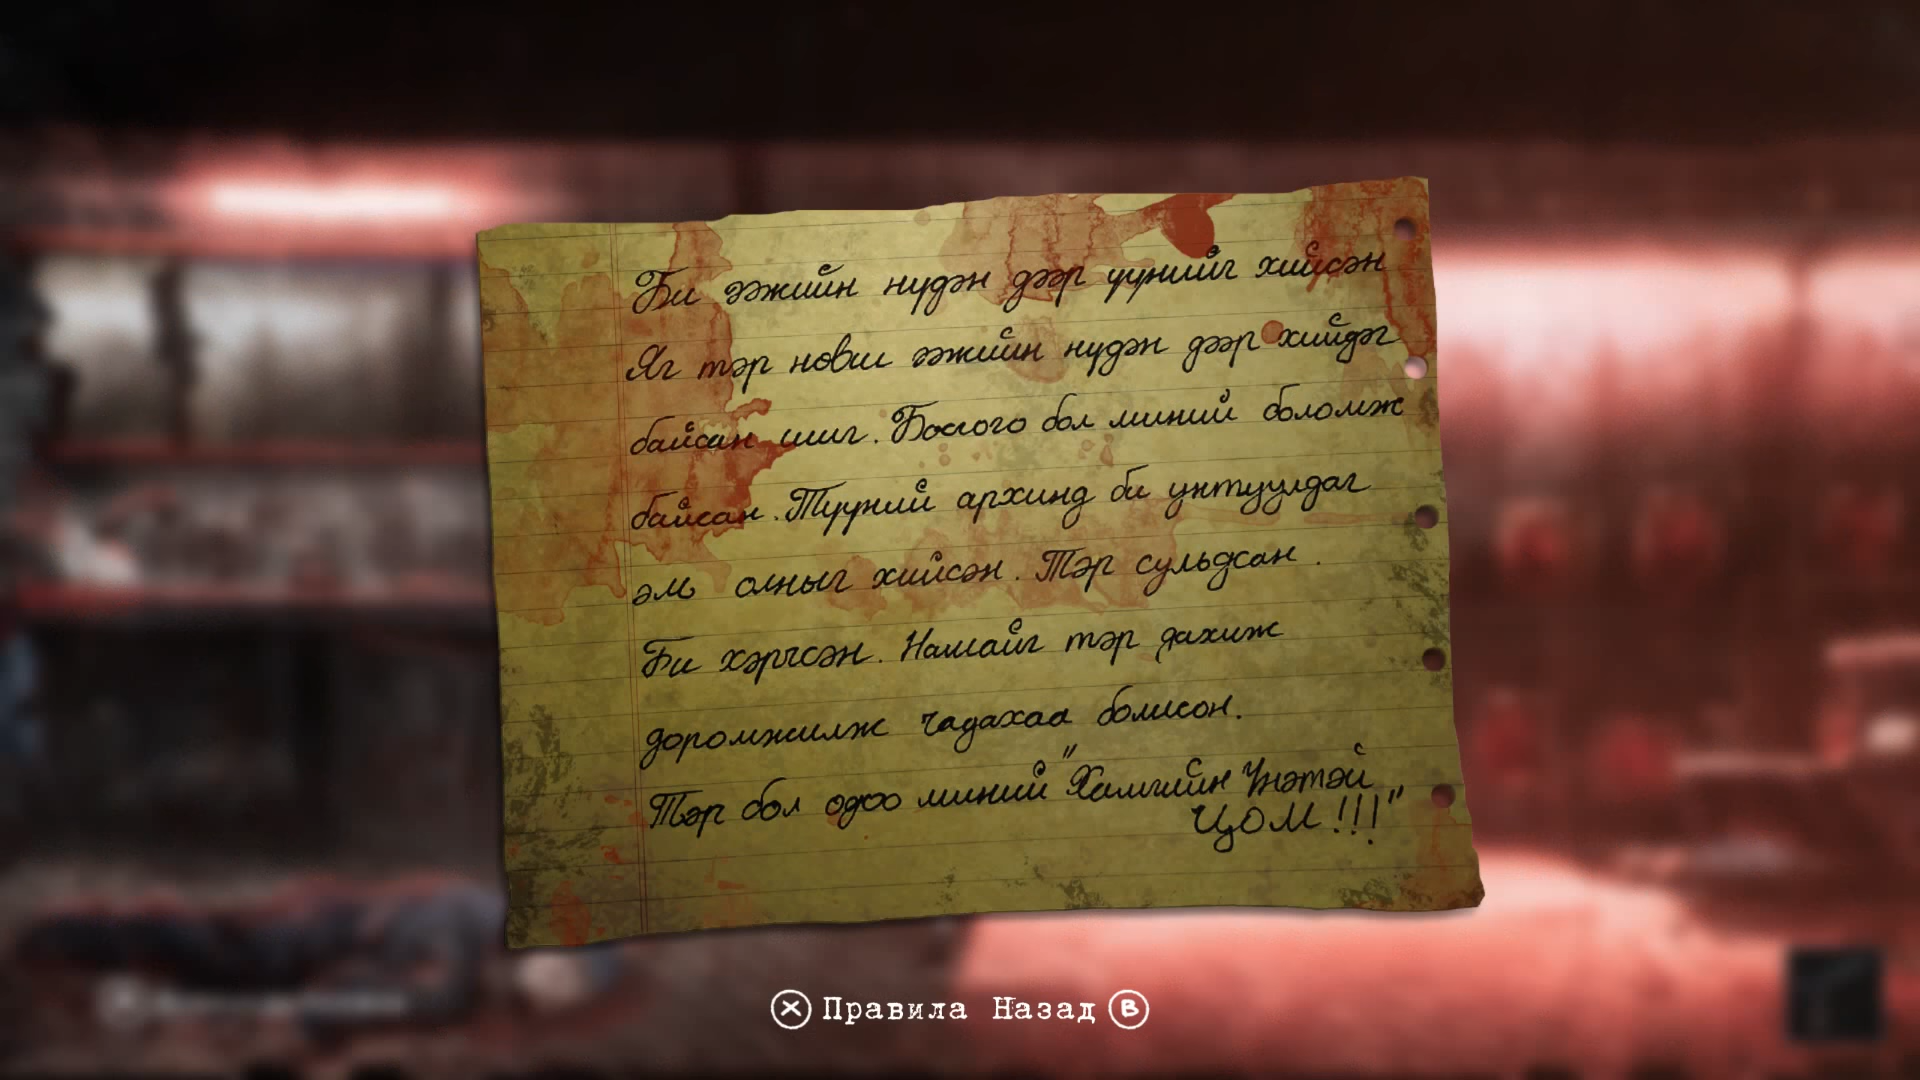 Би ээжийн нүдэн дээр үүнийг хийсэн
Яг тэр новш ээжийн нүдэн дээр хийдэг
байсан шиг. Босого бол миний боломж
байсан. Түүний архинд би унтуулдаг
эм олныг хийсэн. Тэр сульдсан.
Би хэрчсэн. Намайг тэр дахиж
доромжилж чадахаа болисон.
Тэр бол одоо миний "Хамгийн Үнэтэй
ЦОМ!!!"
Ⓧ Правила Назад Ⓑ